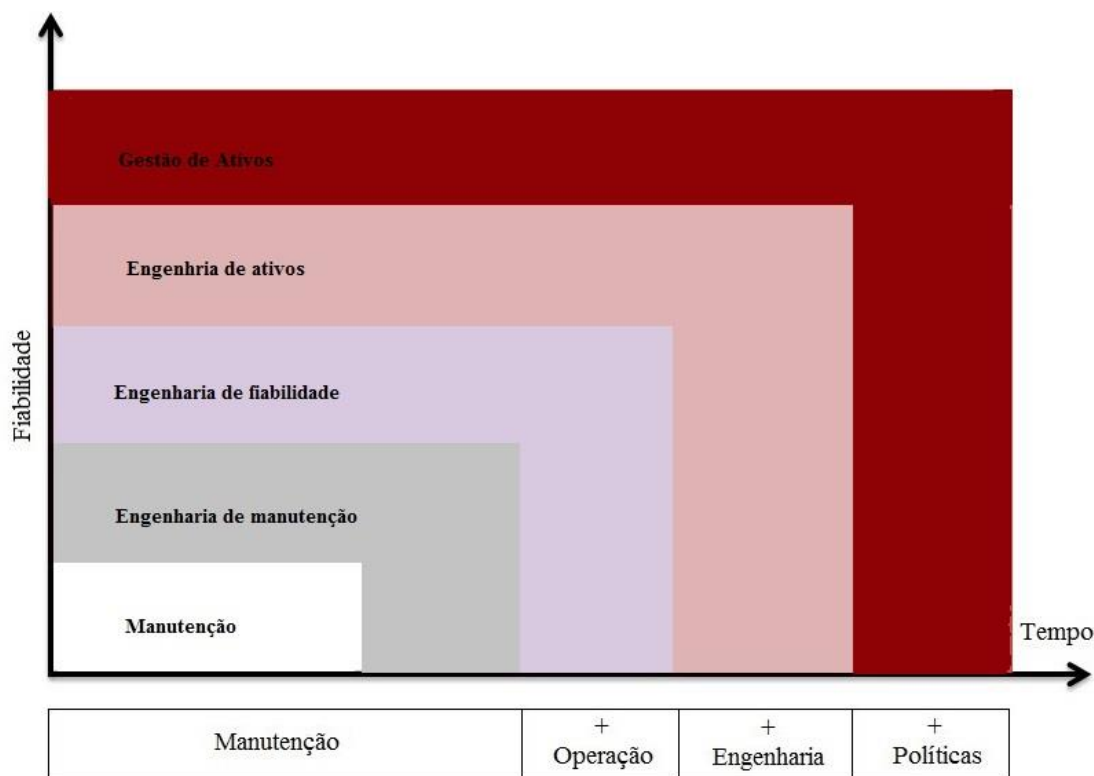 Gestão de Ativos
Engenhria de ativos
Engenharia de fiabilidade
Engenharia de manutenção
Manutenção
Fiabilidade
Tempo
Manutenção
+
Operação
+
Engenharia
+
Políticas